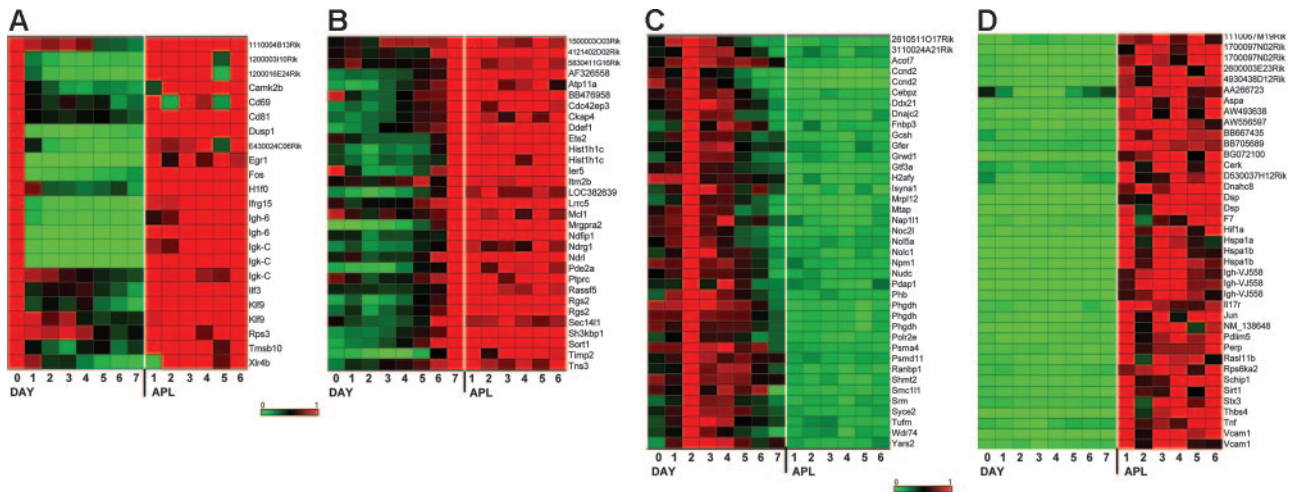 A
1110004B13Rik
1200003I10Rik
1200016E24Rik
Camk2b
Cd69
Cd81
Dusp1
E430024C06Rik
Egr1
Fos
H1f0
Ifrg15
Igh-6
Igh-6
Igk-C
Igk-C
Igk-C
Ilf3
Klf9
Klf9
Rps3
Tmsb10
Xlr4b
0 1 2 3 4 5 6 7 1 2 3 4 5 6
DAY APL
0 1
B
1500003O03Rik
4121402D02Rik
5830411G16Rik
AF326558
Atp11a
BB476958
Cdc42ep3
Ckap4
Ddef1
Ets2
Hist1h1c
Hist1h1c
Ier5
Itm2b
LOC382639
Lrrc5
Mcl1
Mrgpra2
Ndfip1
Ndrg1
Ndrl
Pde2a
Ptprc
Rassf5
Rgs2
Rgs2
Sec14l1
Sh3kbp1
Sort1
Timp2
Tns3
0 1 2 3 4 5 6 7 1 2 3 4 5 6
DAY APL
C
2610511O17Rik
3110024A21Rik
Acot7
Ccnd2
Ccnd2
Cebpz
Ddx21
Dnajc2
Fnbp3
Gcsh
Gfer
Grwd1
Gtf3a
H2afy
Isyna1
Mrpl12
Mtap
Nap1l1
Noc2l
Nol5a
Nolc1
Npm1
Nudc
Pdap1
Phb
Phgdh
Phgdh
Phgdh
Polr2e
Psma4
Psmd11
Ranbp1
Shmt2
Smc1l1
Srm
Syce2
Tufm
Wdr74
Yars2
0 1 2 3 4 5 6 7 1 2 3 4 5 6
DAY APL
0 1
D
1110067M19Rik
1700097N02Rik
1700097N02Rik
2600003E23Rik
4930438D12Rik
AA266723
Aspa
AW493638
AW556597
BB667435
BB705689
BG072100
Cerk
D530037H12Rik
Dnahc8
Dsp
Dsp
F7
Hif1a
Hspa1a
Hspa1b
Hspa1b
Igh-VJ558
Igh-VJ558
Igh-VJ558
Il17r
Jun
NM_138648
Pdlim5
Perp
Rasl11b
Rps6ka2
Schip1
Sirt1
Stx3
Thbs4
Tnf
Vcam1
Vcam1
0 1 2 3 4 5 6 7 1 2 3 4 5 6
DAY APL